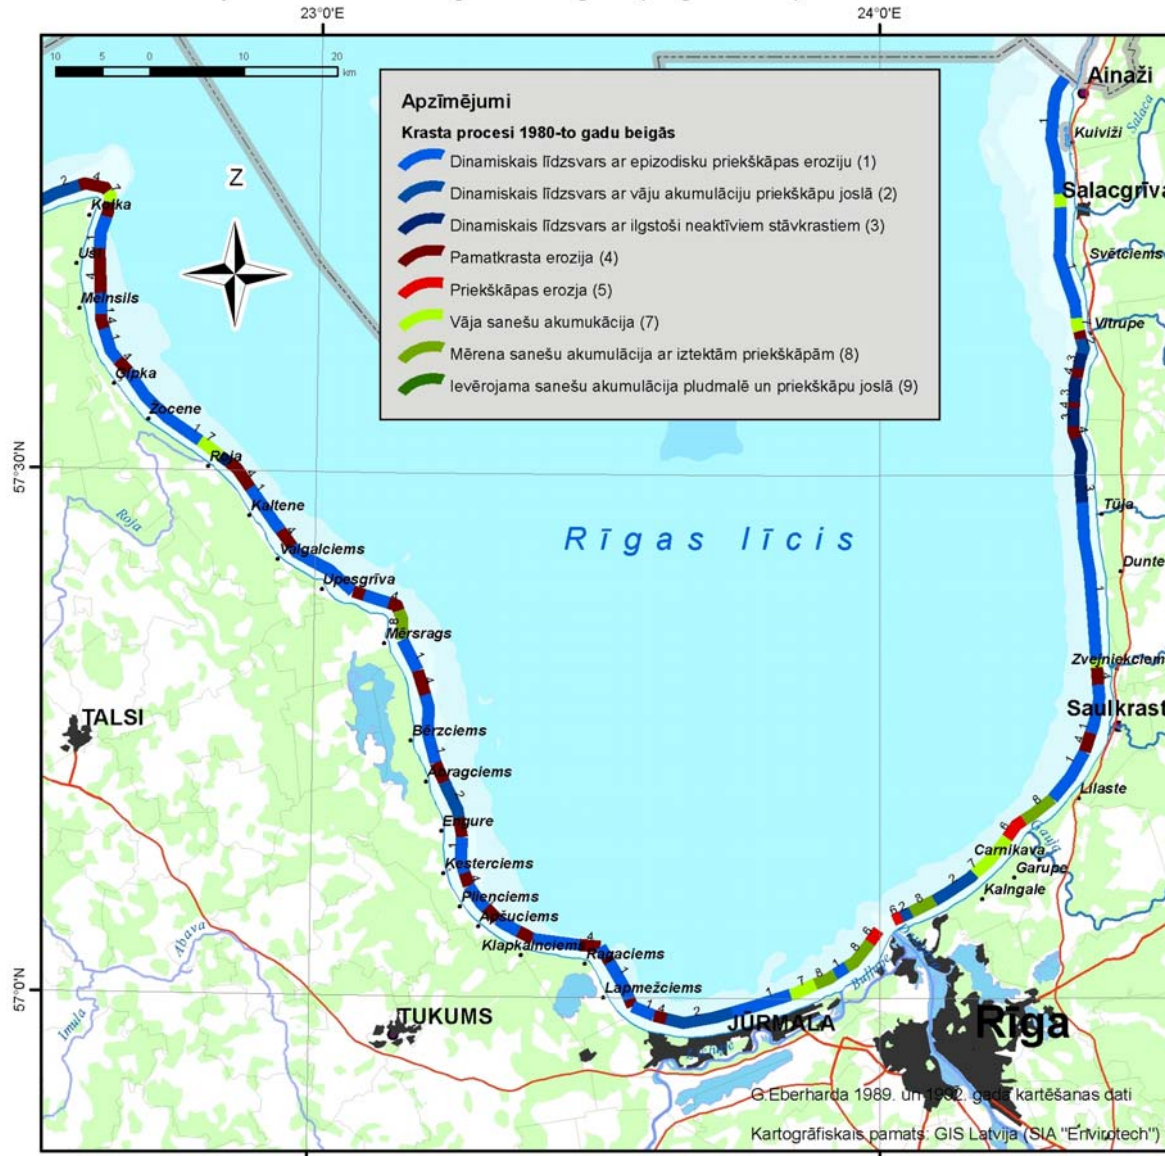 23°0'E
24°0'E
10 5 0 10 20
km
Apzīmējumi
Krasta procesi 1980-to gadu beigās
Dinamiskais līdzsvars ar epizodisku priekškāpas eroziju (1)
Dinamiskais līdzsvars ar vāju akumulāciju priekškāpu joslā (2)
Dinamiskais līdzsvars ar ilgstoši neaktīviem stāvkrastiem (3)
Pamatkrasta erozija (4)
Priekškāpas erozja (5)
Vāja sanešu akumukācija (7)
Mērena sanešu akumulācija ar iztektām priekškāpām (8)
Ievērojama sanešu akumulācija pludmalē un priekškāpu joslā (9)
Z
Ainaži
Salaca
Kuiviži
Salacgrīva
Svētciems
Vitrupe
Kolka
Uši
Melnsils
Ģipka
Žocene
Roja
Roja
Kaltene
Valgalciems
Upesgrīva
Mērsrags
57°30'N
Rīgas līcis
Tūja
Dunte
Zvejniekciem
Saulkrast
Lilaste
Gauja
Carnikava
Garupe
Kalngale
TALSI
Bērzciems
Abragciems
Engure
Ķesterciems
Plienciems
Apšuciems
Klapkalnciems
Ragaciems
Lapmežciems
Abava
Imula
57°0'N
TUKUMS
JŪRMALA
Lielupe
Buļļupe
Rīga
G.Eberharda 1989. un 1992. gada kartēšanas dati
Kartogrāfiskais pamats: GIS Latvija (SIA "Envirotech")